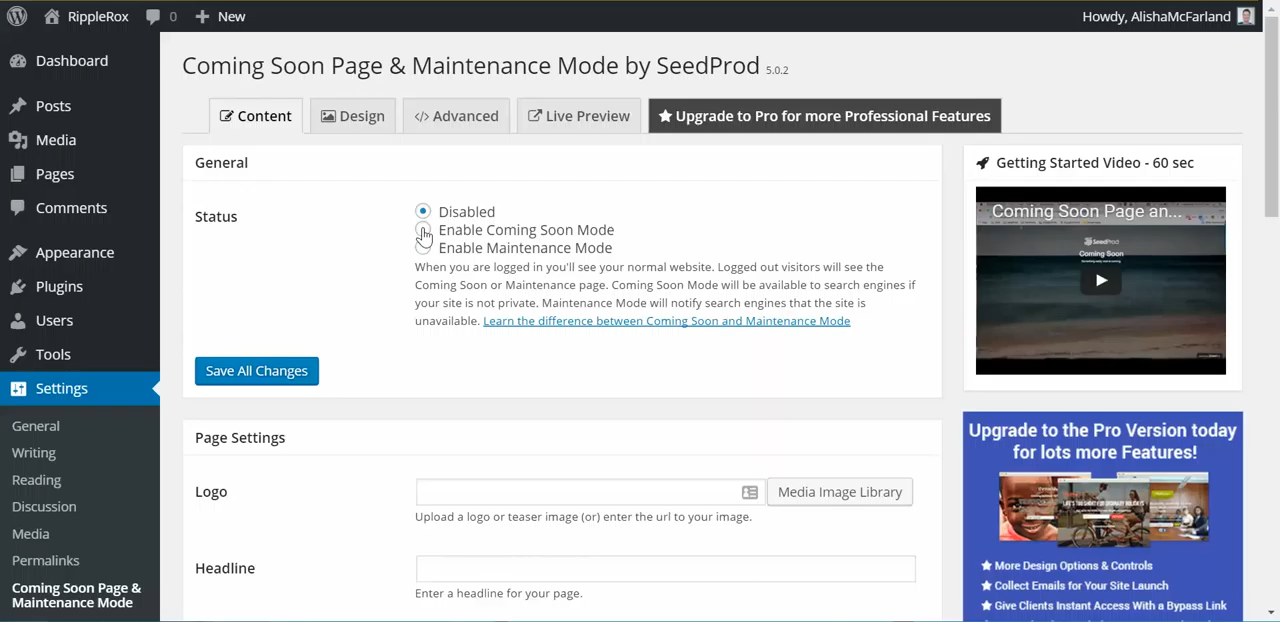 RippleRox 0 New Howdy, AlishaMcFarland
Dashboard
Posts
Media
Pages
Comments
Appearance
Plugins
Users
Tools
Settings
General
Writing
Reading
Discussion
Media
Permalinks
Coming Soon Page &
Maintenance Mode
Coming Soon Page & Maintenance Mode by SeedProd 5.0.2
Content Design </> Advanced Live Preview Upgrade to Pro for more Professional Features
General
Status
Disabled
Enable Coming Soon Mode
Enable Maintenance Mode
When you are logged in you'll see your normal website. Logged out visitors will see the
Coming Soon or Maintenance page. Coming Soon Mode will be available to search engines if
your site is not private. Maintenance Mode will notify search engines that the site is
unavailable. Learn the difference between Coming Soon and Maintenance Mode
Save All Changes
Page Settings
Logo
Media Image Library
Upload a logo or teaser image (or) enter the url to your image.
Headline
Enter a headline for your page.
Getting Started Video - 60 sec
Coming Soon Page an...
SeedProd
Coming Soon
Upgrade to the Pro Version today
for lots more Features!
More Design Options & Controls
Collect Emails for Your Site Launch
Give Clients Instant Access With a Bypass Link